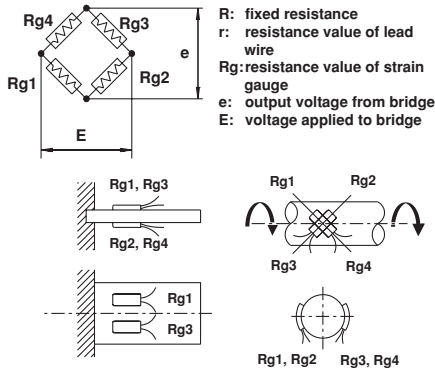 Rg4 Rg3
Rg1 Rg2
e
E
R: fixed resistance
r: resistance value of lead
wire
Rg: resistance value of strain
gauge
e: output voltage from bridge
E: voltage applied to bridge
Rg1, Rg3
Rg2, Rg4
Rg1
Rg3
Rg1 Rg2
Rg3 Rg4
Rg1, Rg2 Rg3, Rg4